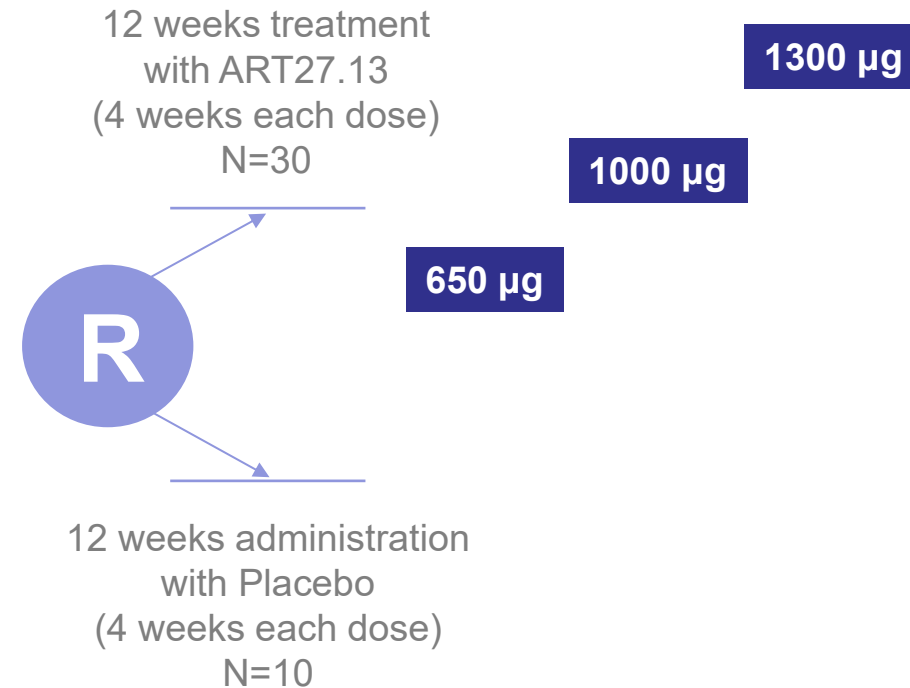 12 weeks treatment
with ART27.13
(4 weeks each dose)
N=30
1300 µg
1000 µg
650 µg
R
12 weeks administration
with Placebo
(4 weeks each dose)
N=10